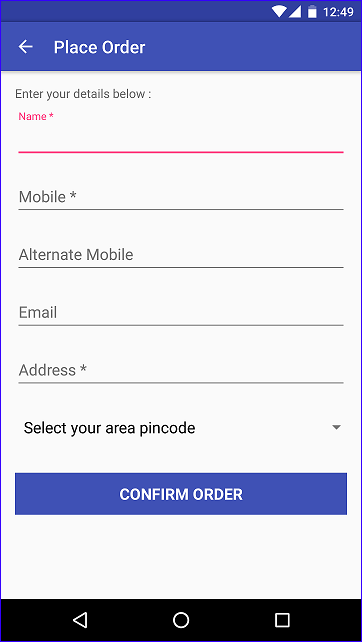 12:49
Place Order
Enter your details below :
Name *
Mobile *
Alternate Mobile
Email
Address *
Select your area pincode
CONFIRM ORDER